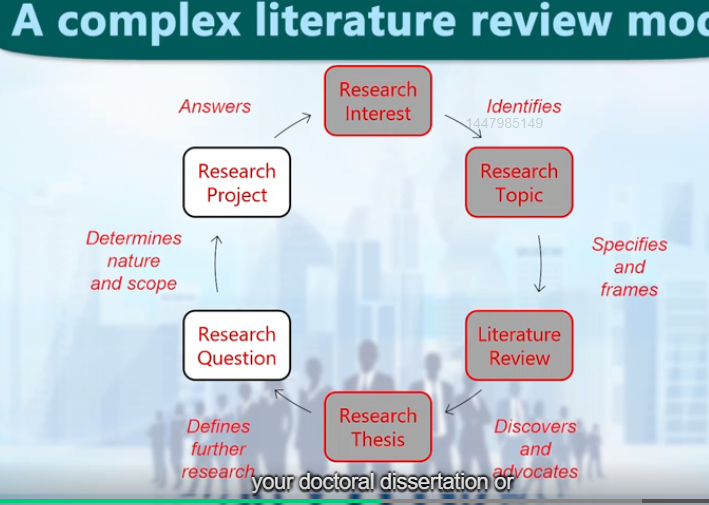 A complex literature review mo
Research
Interest
Answers
Identifies
1447985149
Research
Project
Research
Topic
Determines
nature
and scope
Specifies
and
frames
Research
Question
Literature
Review
Research
Thesis
Defines
further
research
Discovers
and
advocates
your doctoral dissertation or